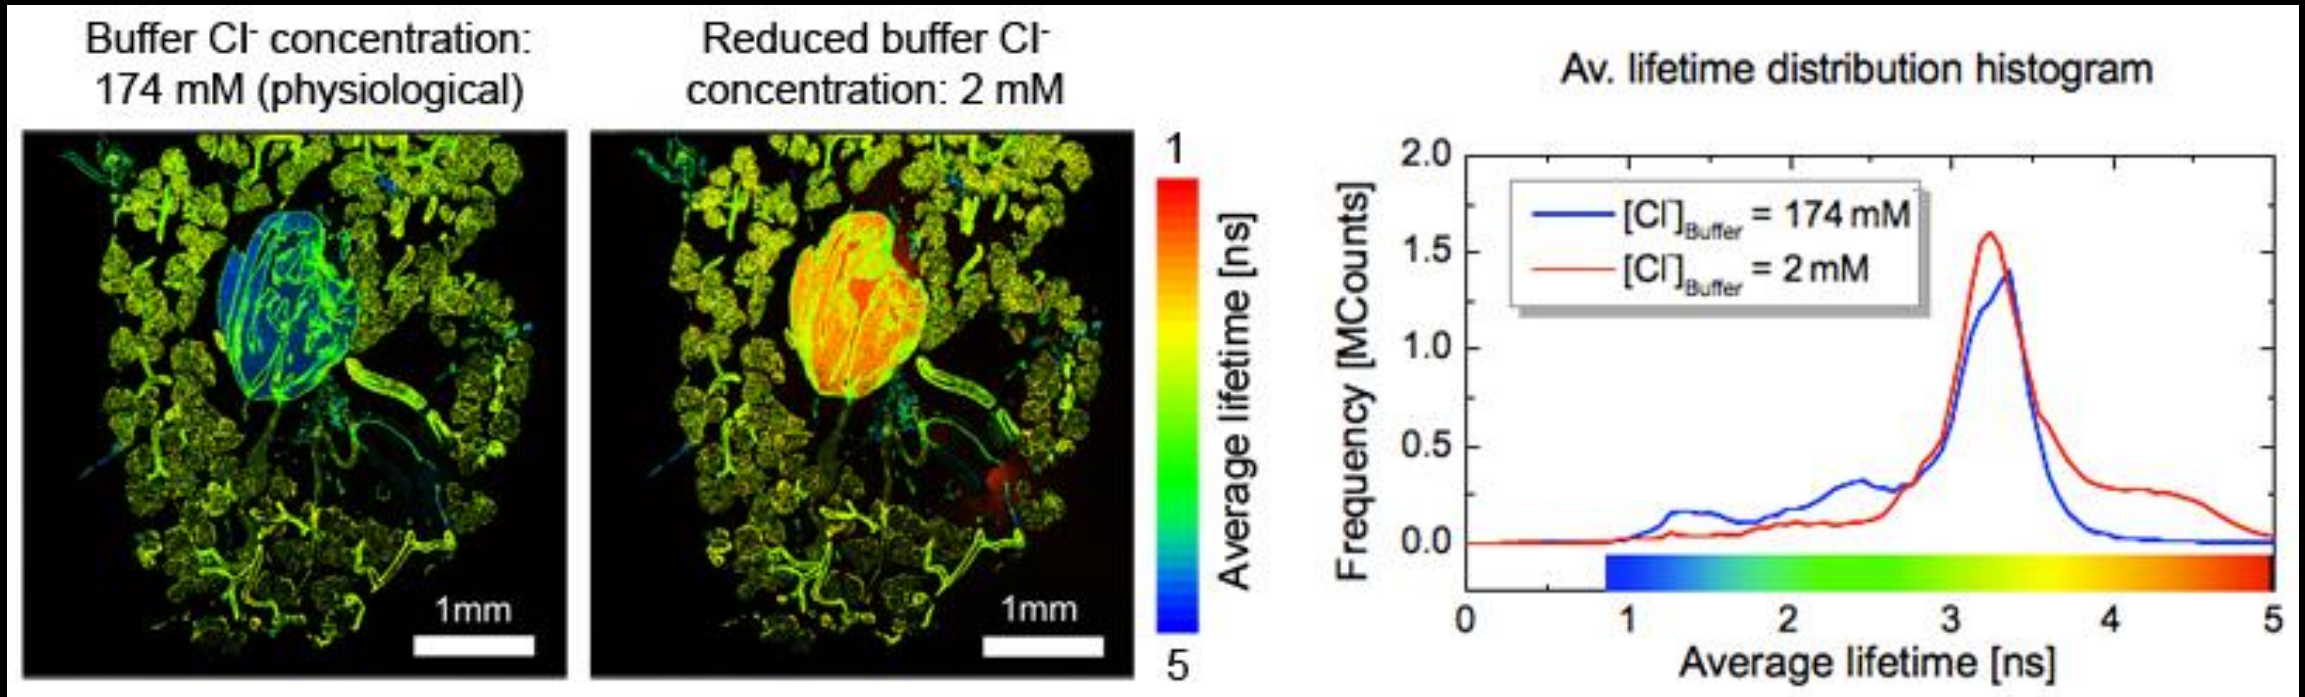 Buffer Cl⁻ concentration:
174 mM (physiological)
Reduced buffer Cl⁻
concentration: 2 mM
1mm
1mm
1
Average lifetime [ns]
5
Av. lifetime distribution histogram
Frequency [MCounts]
2.0
1.5
1.0
0.5
0.0
[Cl⁻]Buffer = 174 mM
[Cl⁻]Buffer = 2 mM
0 1 2 3 4 5
Average lifetime [ns]